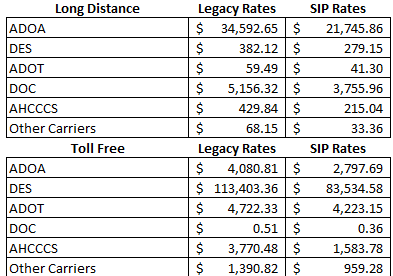 Long Distance Legacy Rates SIP Rates
ADOA $ 34,592.65 $ 21,745.86
DES $ 382.12 $ 279.15
ADOT $ 59.49 $ 41.30
DOC $ 5,156.32 $ 3,755.96
AHCCCS $ 429.84 $ 215.04
Other Carriers $ 68.15 $ 33.36
Toll Free Legacy Rates SIP Rates
ADOA $ 4,080.81 $ 2,797.69
DES $ 113,403.36 $ 83,534.58
ADOT $ 4,722.33 $ 4,223.15
DOC $ 0.51 $ 0.36
AHCCCS $ 3,770.48 $ 1,583.78
Other Carriers $ 1,390.82 $ 959.28